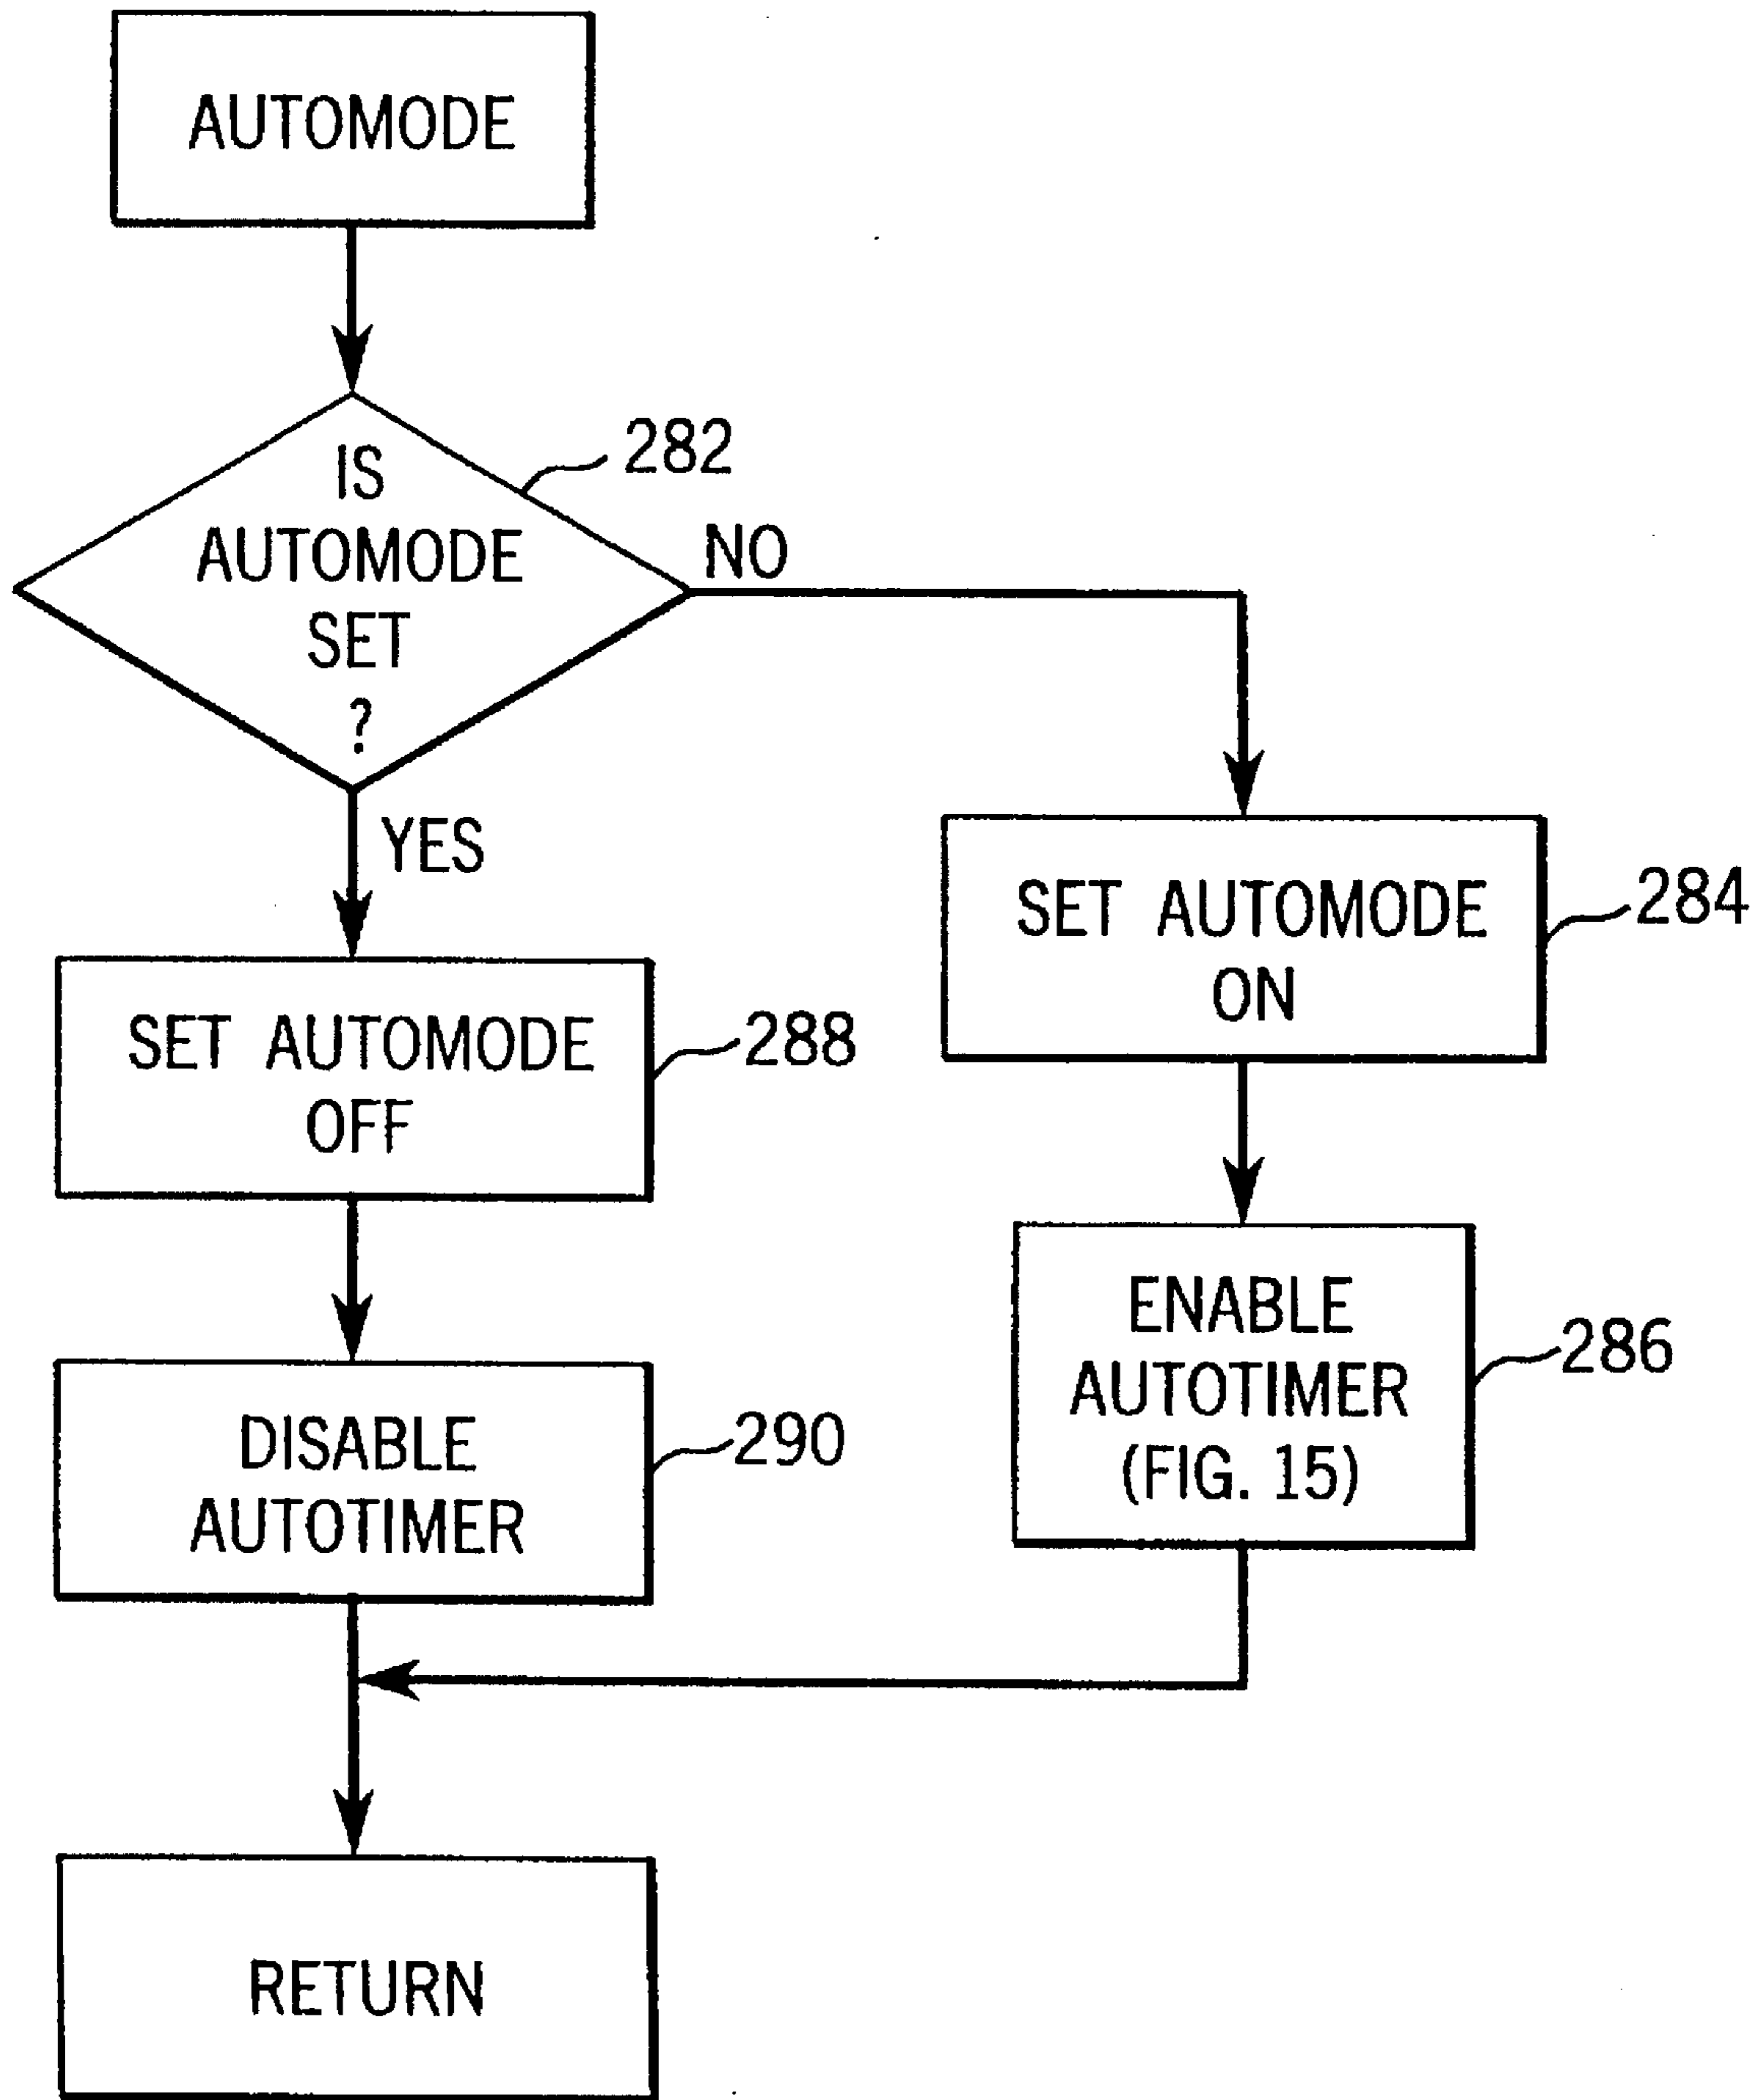 AUTOMODE
IS
AUTOMODE
SET
?
282
NO
YES
SET AUTOMODE
ON
284
SET AUTOMODE
OFF
288
ENABLE
AUTOTIMER
(FIG. 15)
286
DISABLE
AUTOTIMER
290
RETURN